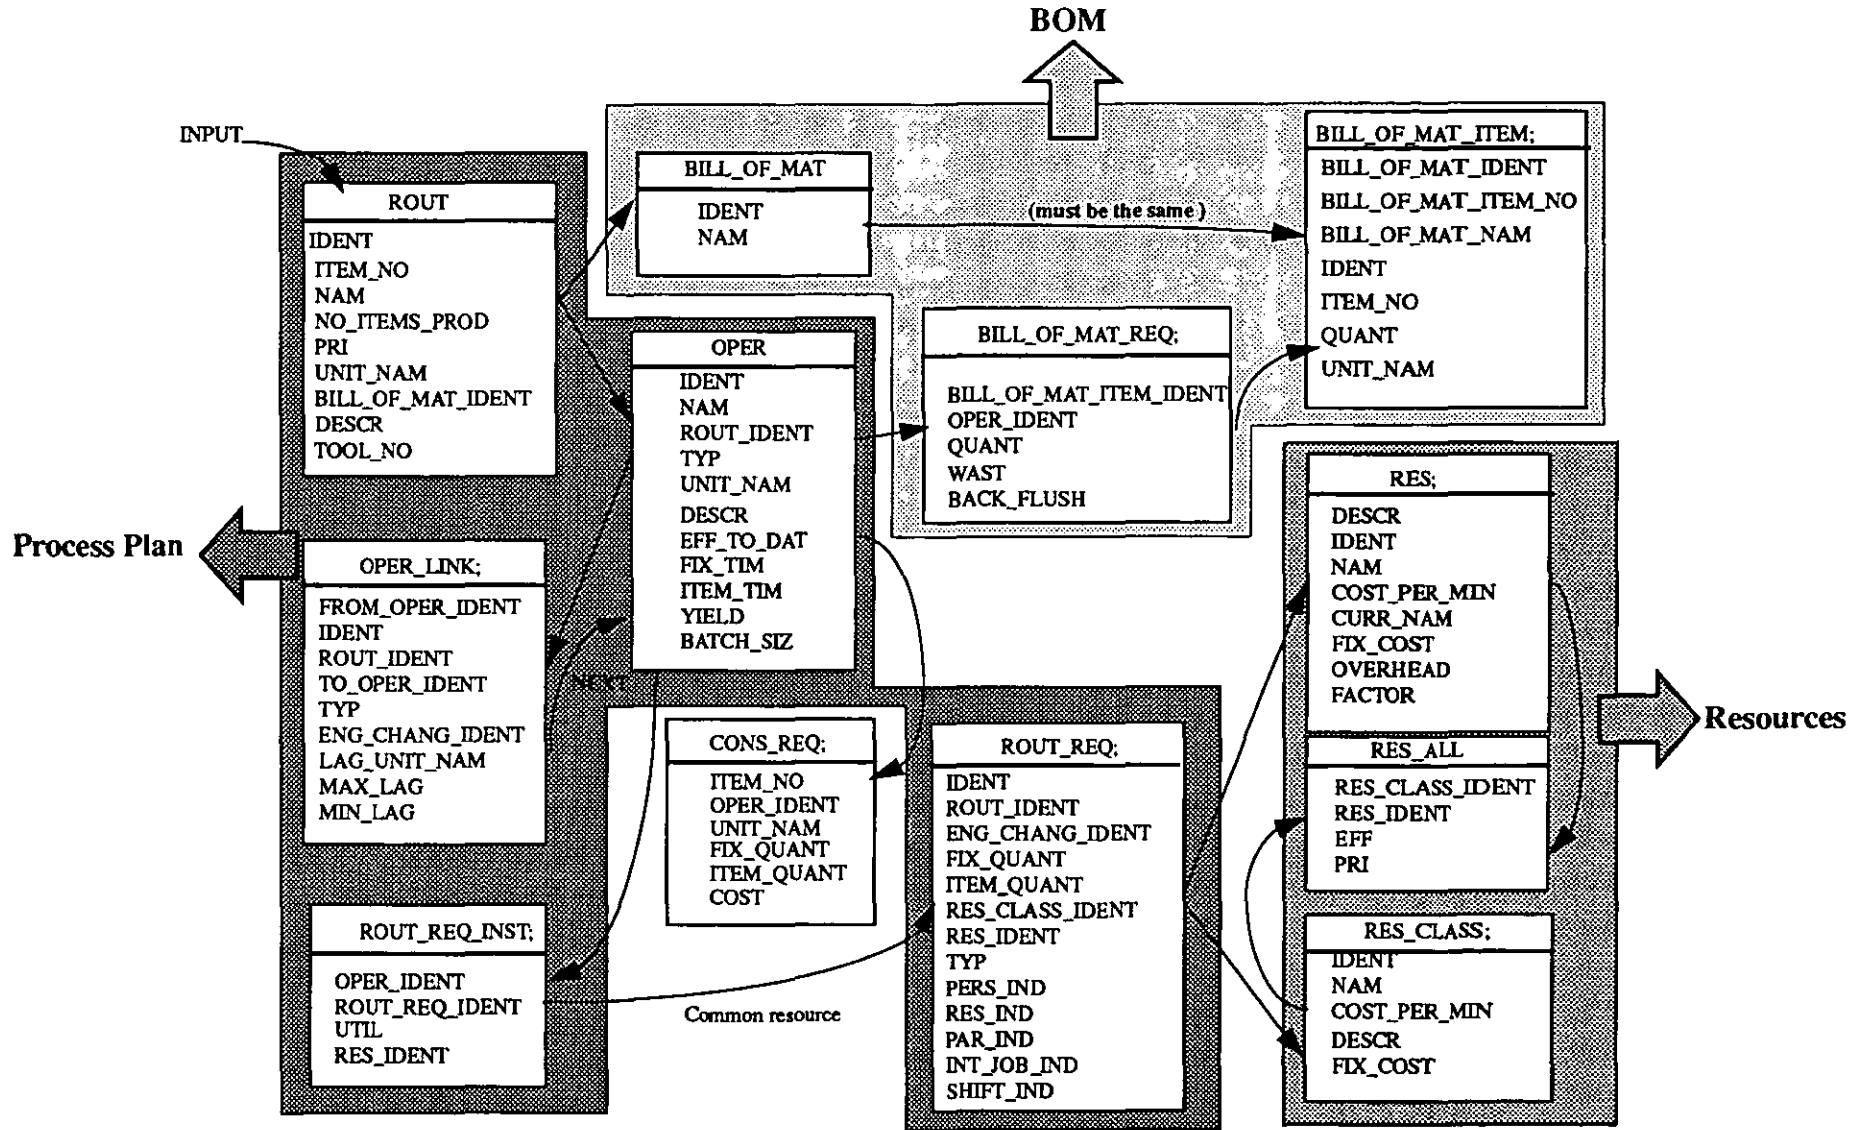 BOM
INPUT
ROUT
IDENT
ITEM_NO
NAM
NO_ITEMS_PROD
PRI
UNIT_NAM
BILL_OF_MAT_IDENT
DESCR
TOOL_NO
BILL_OF_MAT
IDENT
NAM
(must be the same )
BILL_OF_MAT_ITEM;
BILL_OF_MAT_IDENT
BILL_OF_MAT_ITEM_NO
BILL_OF_MAT_NAM
IDENT
ITEM_NO
QUANT
UNIT_NAM
OPER
IDENT
NAM
ROUT_IDENT
TYP
UNIT_NAM
DESCR
EFF_TO_DAT
FIX_TIM
ITEM_TIM
YIELD
BATCH_SIZ
BILL_OF_MAT_REQ;
BILL_OF_MAT_ITEM_IDENT
OPER_IDENT
QUANT
WAST
BACK_FLUSH
Process Plan
OPER_LINK;
FROM_OPER_IDENT
IDENT
ROUT_IDENT
TO_OPER_IDENT
TYP
ENG_CHANG_IDENT
LAG_UNIT_NAM
MAX_LAG
MIN_LAG
NEXT
RES;
DESCR
IDENT
NAM
COST_PER_MIN
CURR_NAM
FIX_COST
OVERHEAD
FACTOR
Resources
RES_ALL
RES_CLASS_IDENT
RES_IDENT
EFF
PRI
CONS_REQ;
ITEM_NO
OPER_IDENT
UNIT_NAM
FIX_QUANT
ITEM_QUANT
COST
ROUT_REQ;
IDENT
ROUT_IDENT
ENG_CHANG_IDENT
FIX_QUANT
ITEM_QUANT
RES_CLASS_IDENT
RES_IDENT
TYP
PERS_IND
RES_IND
PAR_IND
INT_JOB_IND
SHIFT_IND
ROUT_REQ_INST;
OPER_IDENT
ROUT_REQ_IDENT
UTIL
RES_IDENT
Common resource
RES_CLASS;
IDENT
NAM
COST_PER_MIN
DESCR
FIX_COST